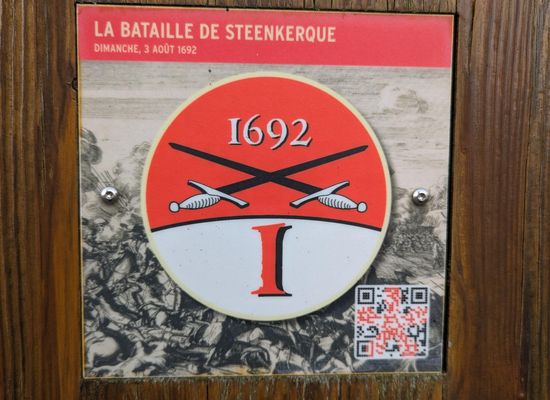 LA BATAILLE DE STEENKERQUE
DIMANCHE, 3 AOÛT 1692
1692
I